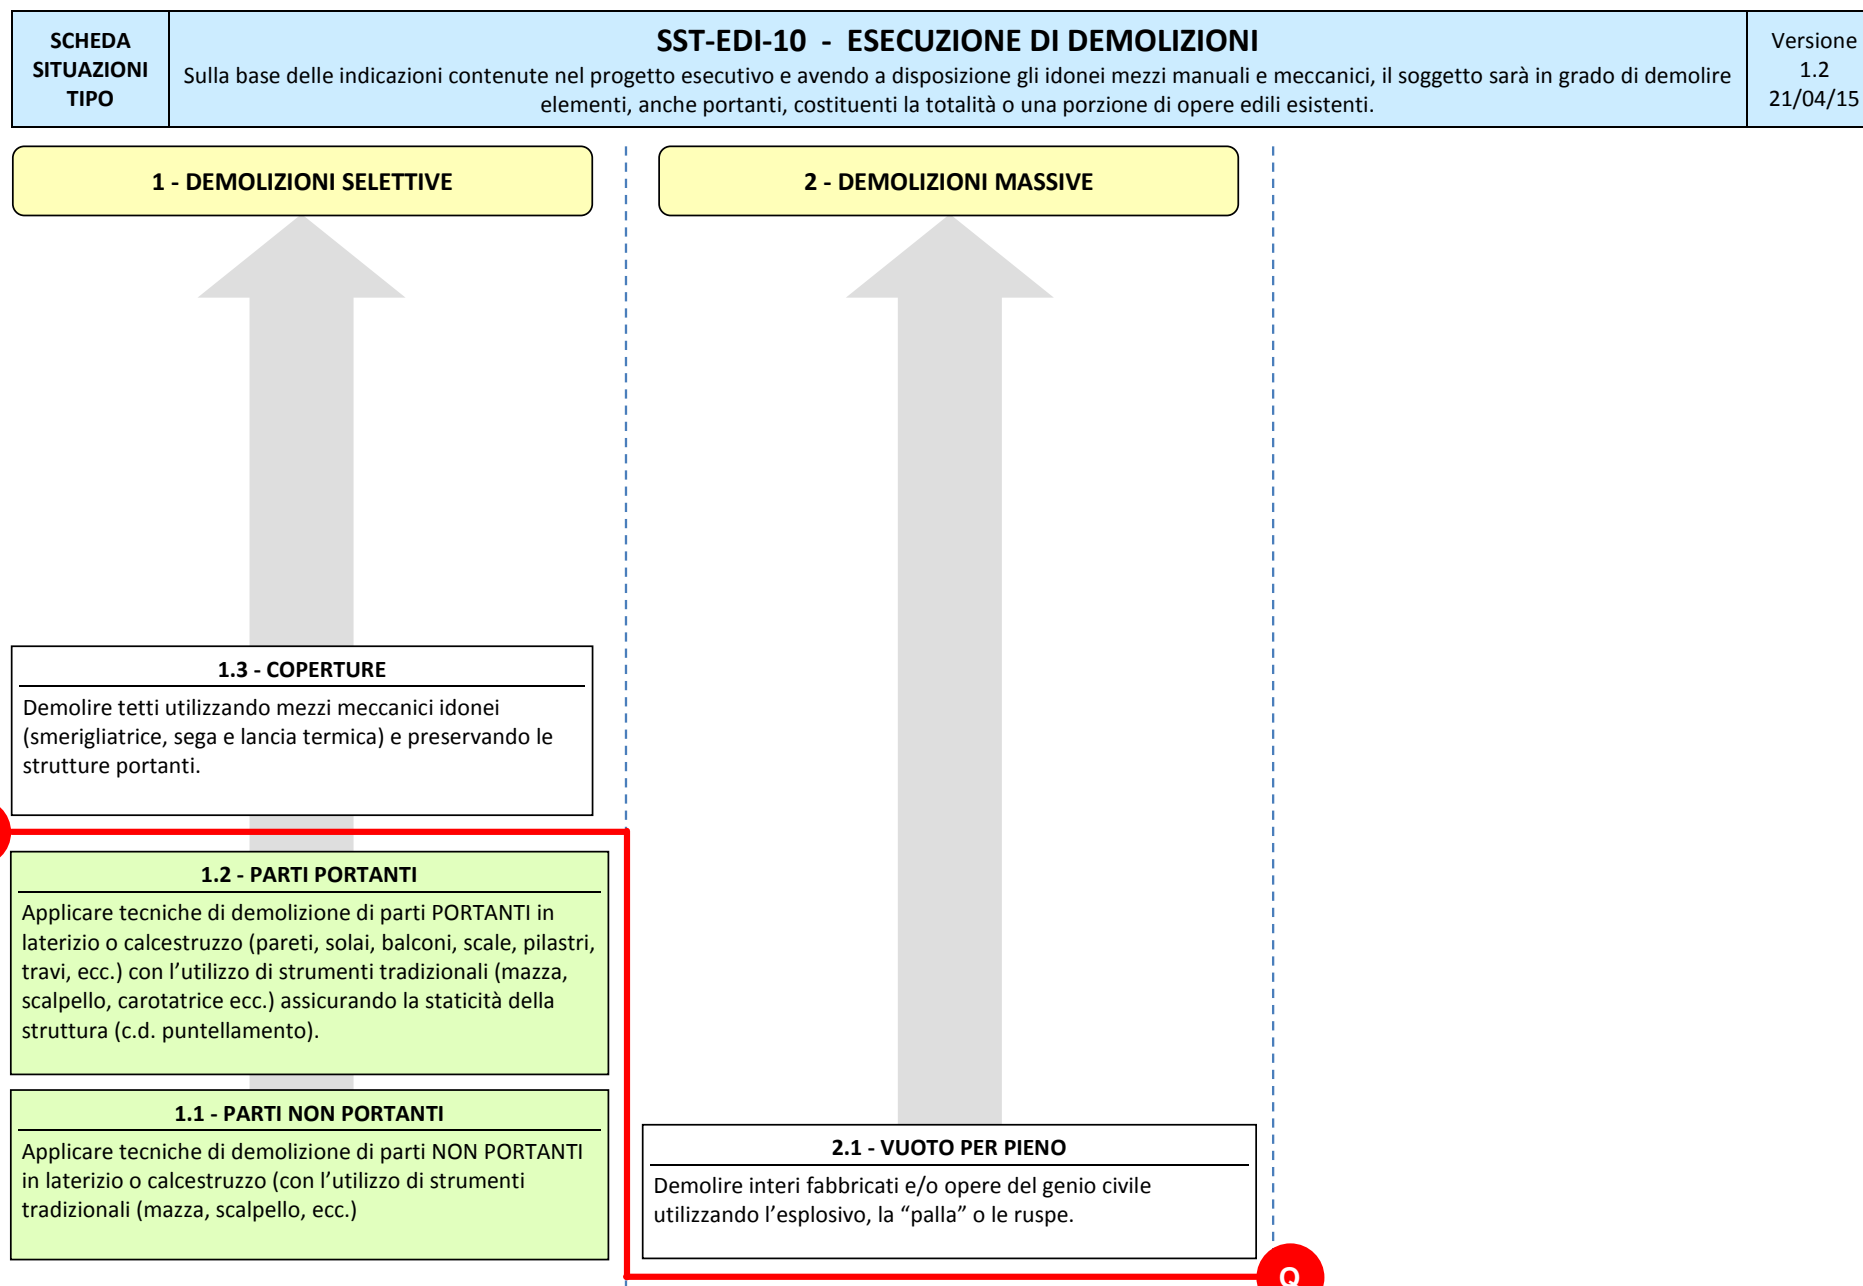 SCHEDA
SITUAZIONI
TIPO
SST-EDI-10 - ESECUZIONE DI DEMOLIZIONI
Sulla base delle indicazioni contenute nel progetto esecutivo e avendo a disposizione gli idonei mezzi manuali e meccanici, il soggetto sarà in grado di demolire
elementi, anche portanti, costituenti la totalità o una porzione di opere edili esistenti.
Versione
1.2
21/04/15
1 - DEMOLIZIONI SELETTIVE
2 - DEMOLIZIONI MASSIVE
1.3 - COPERTURE
Demolire tetti utilizzando mezzi meccanici idonei
(smerigliatrice, sega e lancia termica) e preservando le
strutture portanti.
1.2 - PARTI PORTANTI
Applicare tecniche di demolizione di parti PORTANTI in
laterizio o calcestruzzo (pareti, solai, balconi, scale, pilastri,
travi, ecc.) con l’utilizzo di strumenti tradizionali (mazza,
scalpello, carotatrice ecc.) assicurando la staticità della
struttura (c.d. puntellamento).
1.1 - PARTI NON PORTANTI
Applicare tecniche di demolizione di parti NON PORTANTI
in laterizio o calcestruzzo (con l’utilizzo di strumenti
tradizionali (mazza, scalpello, ecc.)
2.1 - VUOTO PER PIENO
Demolire interi fabbricati e/o opere del genio civile
utilizzando l’esplosivo, la “palla” o le ruspe.
Q